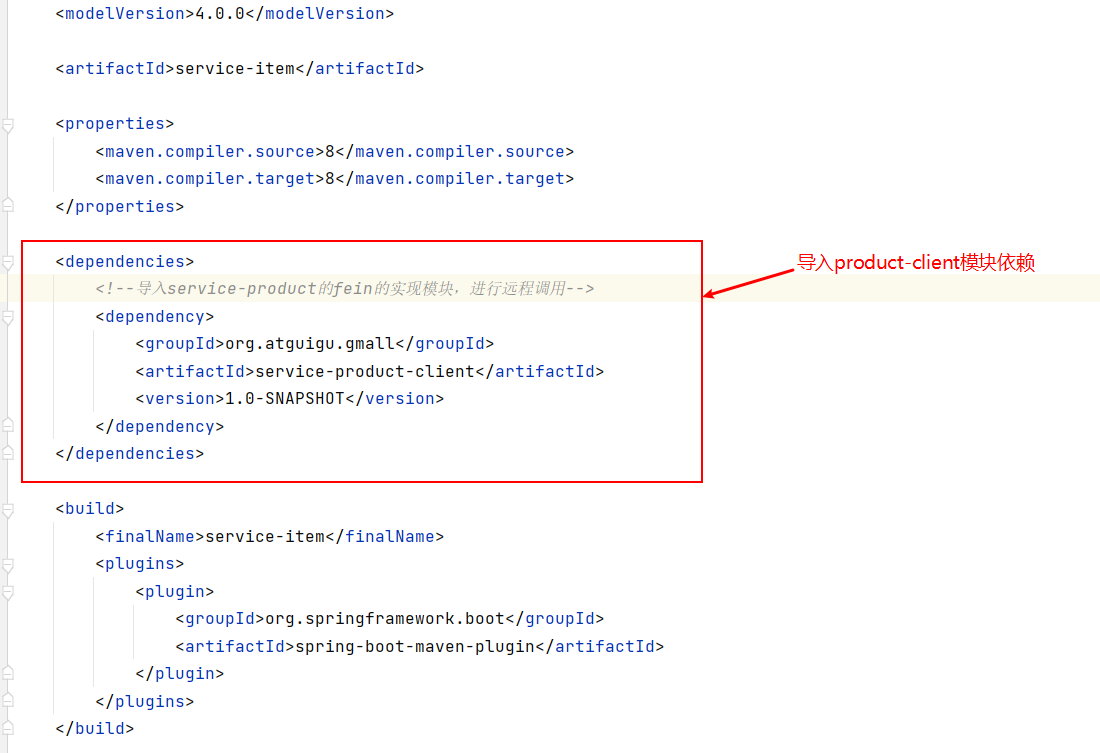 <modelVersion>4.0.0</modelVersion>
<artifactId>service-item</artifactId>
<properties>
<maven.compiler.source>8</maven.compiler.source>
<maven.compiler.target>8</maven.compiler.target>
</properties>
<dependencies>
导入product-client模块依赖
<!--导入service-product的fein的实现模块，进行远程调用-->
<dependency>
<groupId>org.atguigu.gmall</groupId>
<artifactId>service-product-client</artifactId>
<version>1.0-SNAPSHOT</version>
</dependency>
</dependencies>
<build>
<finalName>service-item</finalName>
<plugins>
<plugin>
<groupId>org.springframework.boot</groupId>
<artifactId>spring-boot-maven-plugin</artifactId>
</plugin>
</plugins>
</build>